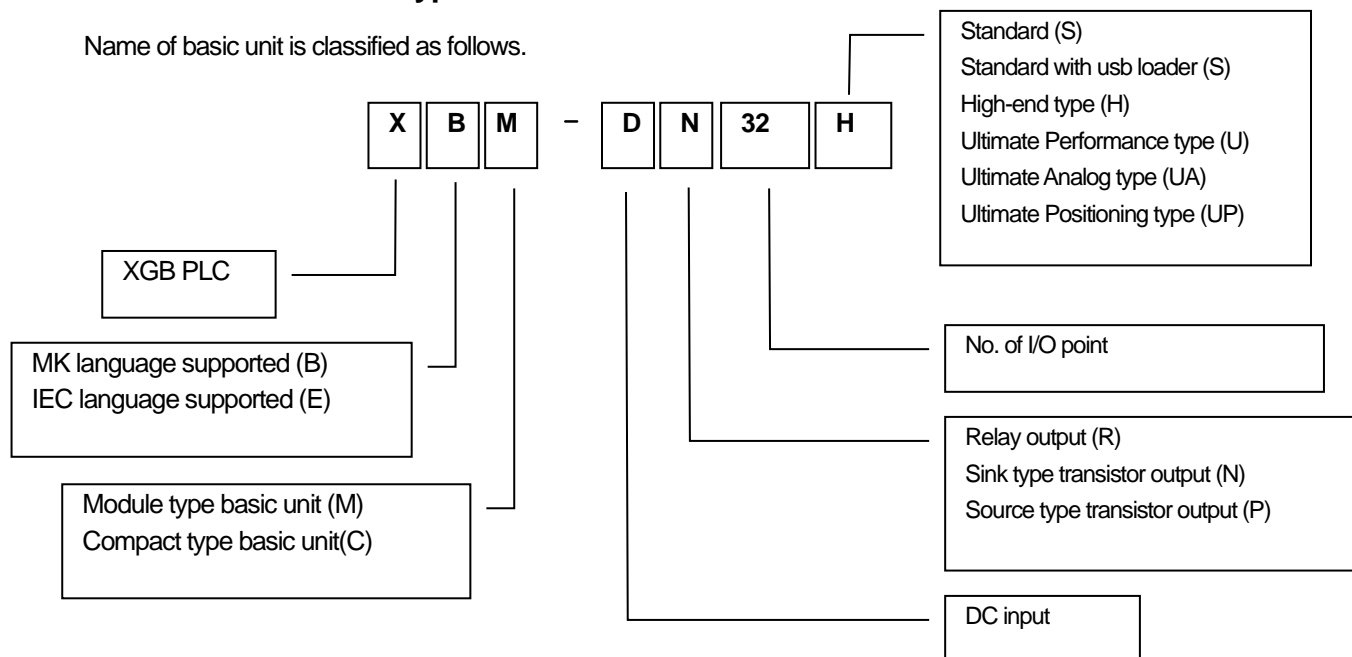 Name of basic unit is classified as follows.
X B M - D N 32 H
Standard (S)
Standard with usb loader (S)
High-end type (H)
Ultimate Performance type (U)
Ultimate Analog type (UA)
Ultimate Positioning type (UP)
XGB PLC
MK language supported (B)
IEC language supported (E)
Module type basic unit (M)
Compact type basic unit(C)
No. of I/O point
Relay output (R)
Sink type transistor output (N)
Source type transistor output (P)
DC input